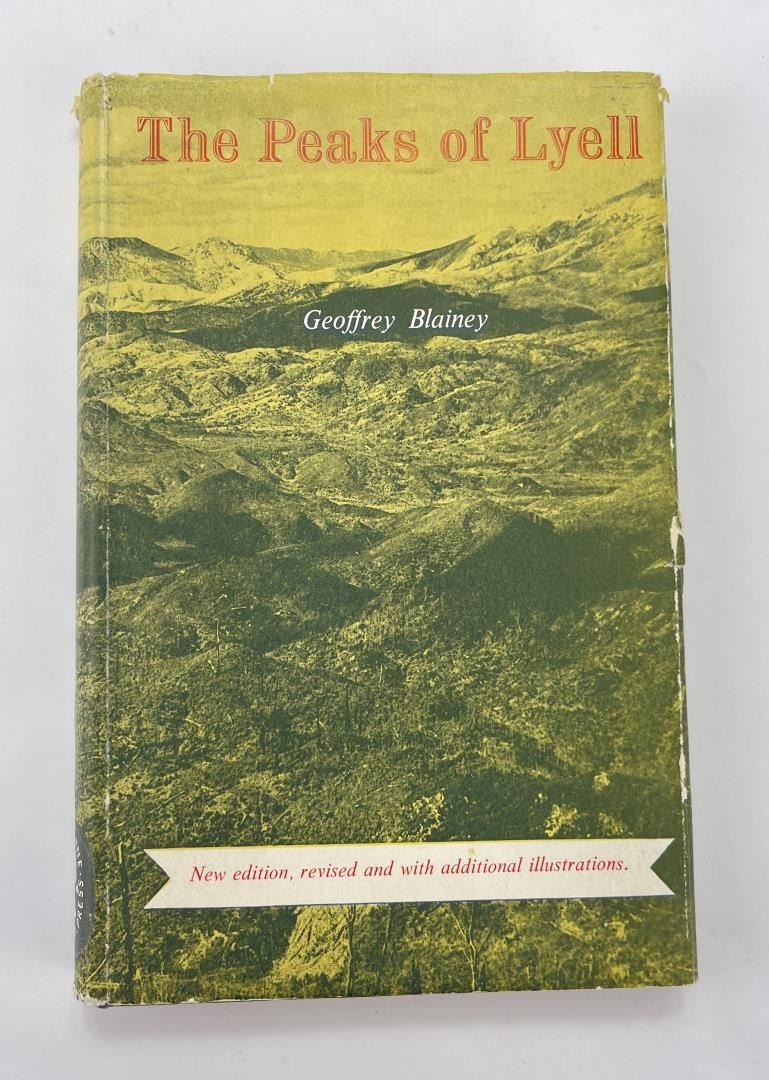 The Peaks of Lyell
Geoffrey Blainey
New edition, revised and with additional illustrations.